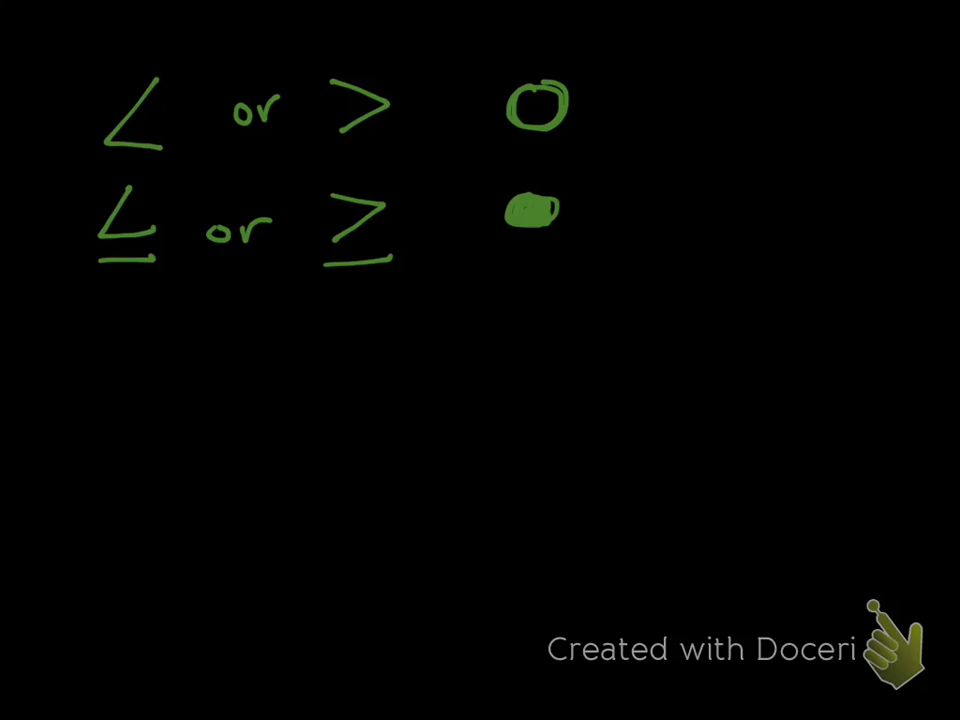 < or > O
≤ or ≥ ●
Created with Doceri